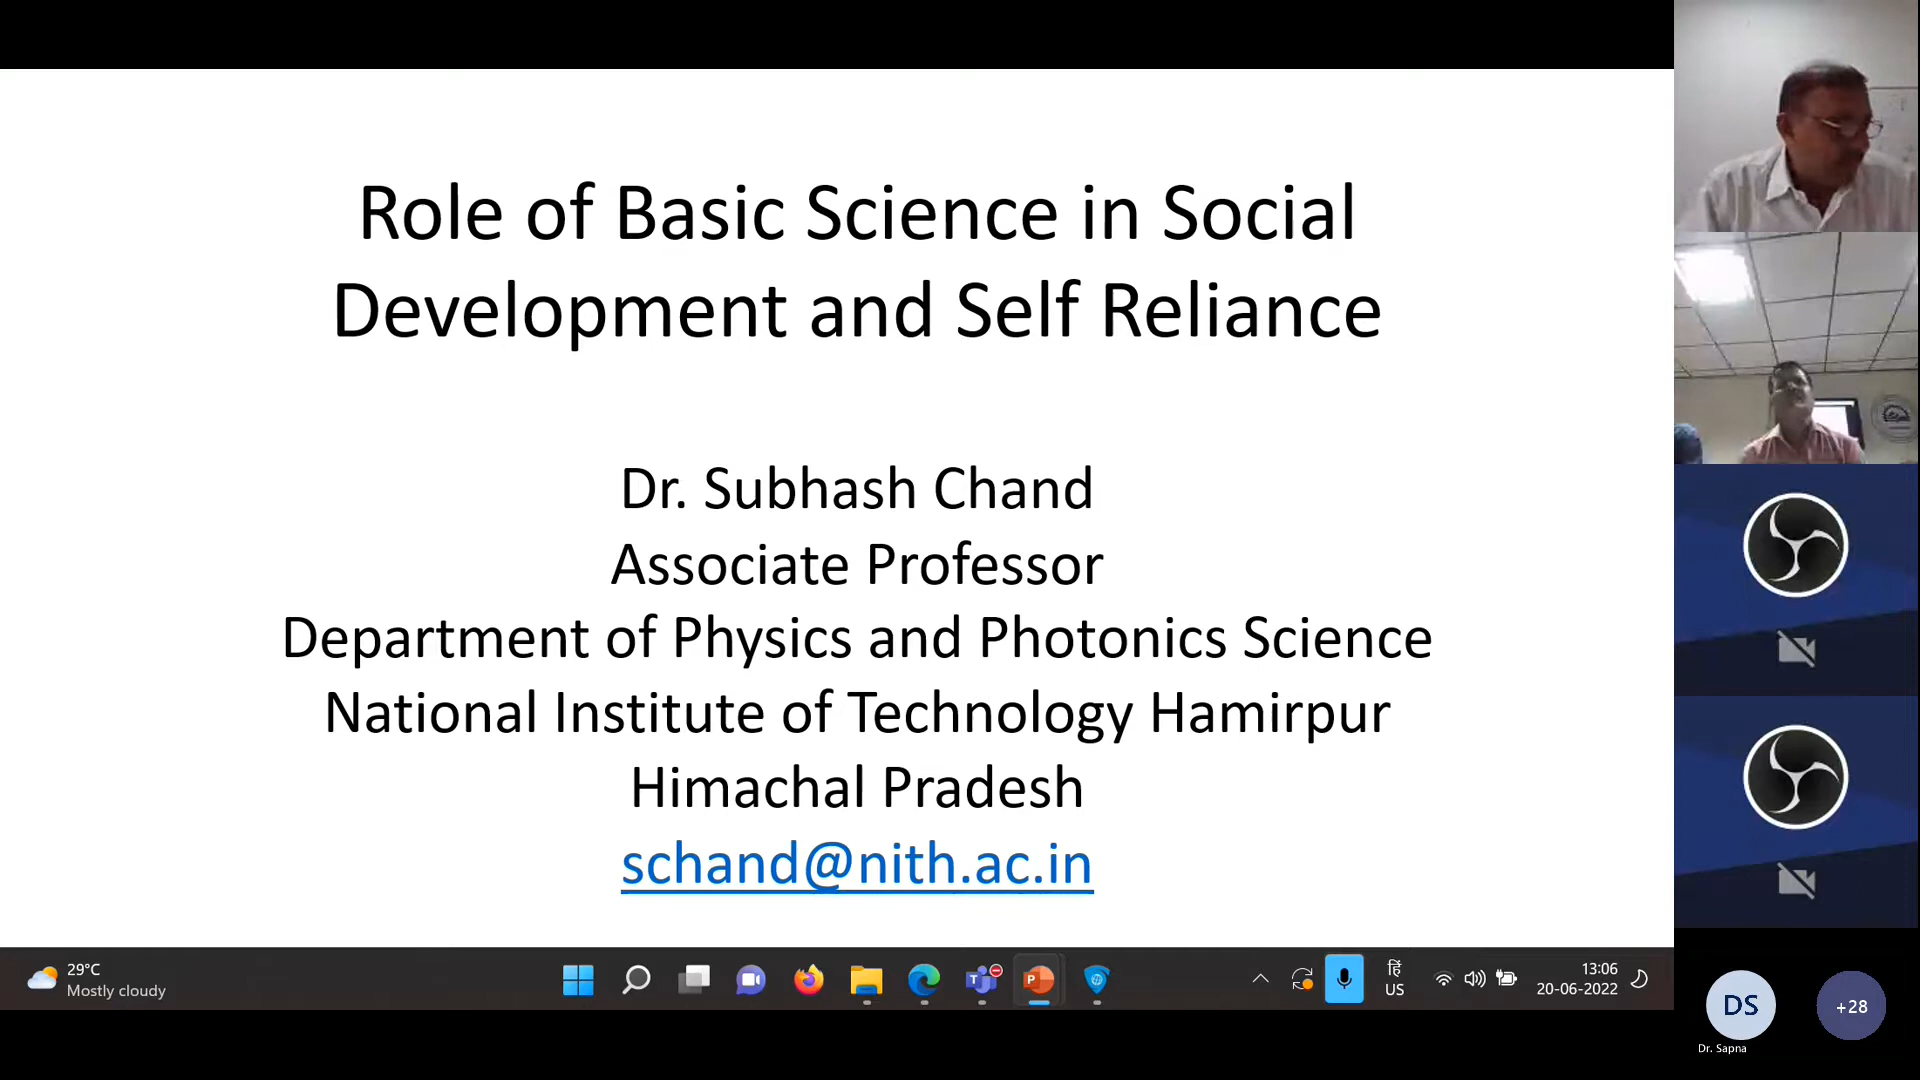 Role of Basic Science in Social
Development and Self Reliance
Dr. Subhash Chand
Associate Professor
Department of Physics and Photonics Science
National Institute of Technology Hamirpur
Himachal Pradesh
schand@nith.ac.in
29°C
Mostly cloudy
हिं
US
13:06
20-06-2022
DS
Dr. Sapna
+28